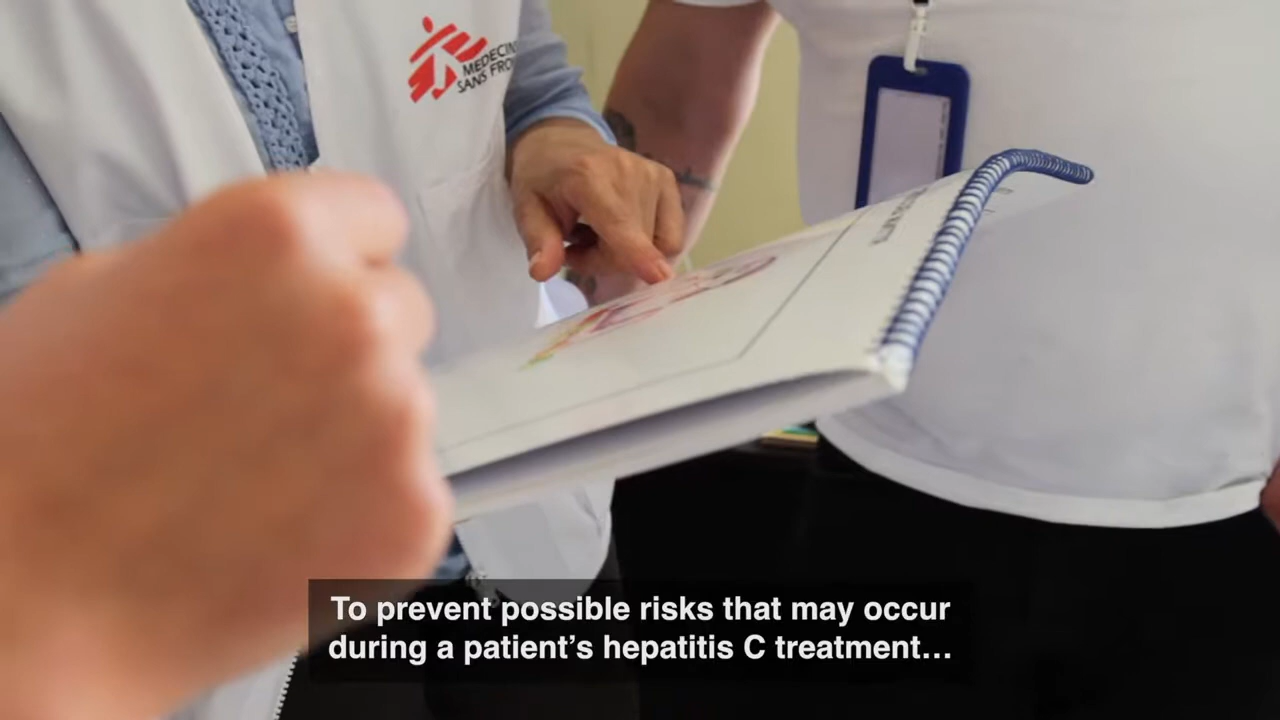 MEDECIN
SANS FRO
To prevent possible risks that may occur
during a patient’s hepatitis C treatment…